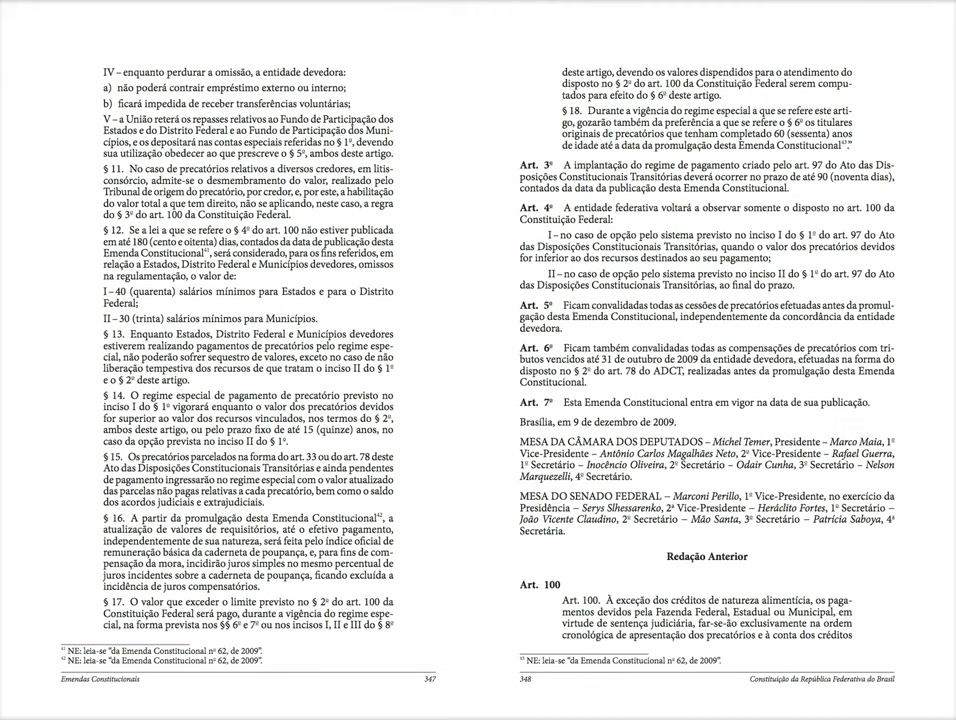 IV – enquanto perdurar a omissão, a entidade devedora:
a) não poderá contrair empréstimo externo ou interno;
b) ficará impedida de receber transferências voluntárias;
V – a União reterá os repasses relativos ao Fundo de Participação dos
Estados e do Distrito Federal e ao Fundo de Participação dos Muni-
cípios, e os depositará nas contas especiais referidas no § 1º, devendo
sua utilização obedecer ao que prescreve o § 5º, ambos deste artigo.
§ 11. No caso de precatórios relativos a diversos credores, em litis-
consórcio, admite-se o desmembramento do valor, realizado pelo
Tribunal de origem do precatório, por credor, e, por este, a habilitação
do valor total a que tem direito, não se aplicando, neste caso, a regra
do § 3º do art. 100 da Constituição Federal.
§ 12. Se a lei a que se refere o § 4º do art. 100 não estiver publicada
em até 180 (cento e oitenta) dias, contados da data de publicação desta
Emenda Constitucional⁴¹, será considerado, para os fins referidos, em
relação a Estados, Distrito Federal e Municípios devedores, omissos
na regulamentação, o valor de:
I – 40 (quarenta) salários mínimos para Estados e para o Distrito
Federal;
II – 30 (trinta) salários mínimos para Municípios.
§ 13. Enquanto Estados, Distrito Federal e Municípios devedores
estiverem realizando pagamentos de precatórios pelo regime espe-
cial, não poderão sofrer sequestro de valores, exceto no caso de não
liberação tempestiva dos recursos de que tratam o inciso II do § 1º
e o § 2º deste artigo.
§ 14. O regime especial de pagamento de precatório previsto no
inciso I do § 1º vigorará enquanto o valor dos precatórios devidos
for superior ao valor dos recursos vinculados, nos termos do § 2º,
ambos deste artigo, ou pelo prazo fixo de até 15 (quinze) anos, no
caso da opção prevista no inciso II do § 1º.
§ 15. Os precatórios parcelados na forma do art. 33 ou do art. 78 deste
Ato das Disposições Constitucionais Transitórias e ainda pendentes
de pagamento ingressarão no regime especial com o valor atualizado
das parcelas não pagas relativas a cada precatório, bem como o saldo
dos acordos judiciais e extrajudiciais.
§ 16. A partir da promulgação desta Emenda Constitucional⁴², a
atualização de valores de requisitórios, até o efetivo pagamento,
independentemente de sua natureza, será feita pelo índice oficial de
remuneração básica da caderneta de poupança, e, para fins de com-
pensação da mora, incidirão juros simples no mesmo percentual de
juros incidentes sobre a caderneta de poupança, ficando excluída a
incidência de juros compensatórios.
§ 17. O valor que exceder o limite previsto no § 2º do art. 100 da
Constituição Federal será pago, durante a vigência do regime espe-
cial, na forma prevista nos §§ 6º e 7º ou nos incisos I, II e III do § 8º
⁴¹ NE: leia-se “da Emenda Constitucional nº 62, de 2009”.
⁴² NE: leia-se “da Emenda Constitucional nº 62, de 2009”.
Emendas Constitucionais 347
deste artigo, devendo os valores dispendidos para o atendimento do
disposto no § 2º do art. 100 da Constituição Federal serem compu-
tados para efeito do § 6º deste artigo.
§ 18. Durante a vigência do regime especial a que se refere este arti-
go, gozarão também da preferência a que se refere o § 6º os titulares
originais de precatórios que tenham completado 60 (sessenta) anos
de idade até a data da promulgação desta Emenda Constitucional⁴³.”
Art. 3º A implantação do regime de pagamento criado pelo art. 97 do Ato das Dis-
posições Constitucionais Transitórias deverá ocorrer no prazo de até 90 (noventa dias),
contados da data da publicação desta Emenda Constitucional.
Art. 4º A entidade federativa voltará a observar somente o disposto no art. 100 da
Constituição Federal:
I – no caso de opção pelo sistema previsto no inciso I do § 1º do art. 97 do Ato
das Disposições Constitucionais Transitórias, quando o valor dos precatórios devidos
for inferior ao dos recursos destinados ao seu pagamento;
II – no caso de opção pelo sistema previsto no inciso II do § 1º do art. 97 do Ato
das Disposições Constitucionais Transitórias, ao final do prazo.
Art. 5º Ficam convalidadas todas as cessões de precatórios efetuadas antes da promul-
gação desta Emenda Constitucional, independentemente da concordância da entidade
devedora.
Art. 6º Ficam também convalidadas todas as compensações de precatórios com tri-
butos vencidos até 31 de outubro de 2009 da entidade devedora, efetuadas na forma do
disposto no § 2º do art. 78 do ADCT, realizadas antes da promulgação desta Emenda
Constitucional.
Art. 7º Esta Emenda Constitucional entra em vigor na data de sua publicação.
Brasília, em 9 de dezembro de 2009.
MESA DA CÂMARA DOS DEPUTADOS – Michel Temer, Presidente – Marco Maia, 1º
Vice-Presidente – Antônio Carlos Magalhães Neto, 2º Vice-Presidente – Rafael Guerra,
1º Secretário – Inocêncio Oliveira, 2º Secretário – Odair Cunha, 3º Secretário – Nelson
Marquezelli, 4º Secretário.
MESA DO SENADO FEDERAL – Marconi Perillo, 1º Vice-Presidente, no exercício da
Presidência – Serys Slhessarenko, 2ª Vice-Presidente – Heráclito Fortes, 1º Secretário –
João Vicente Claudino, 2º Secretário – Mão Santa, 3º Secretário – Patrícia Saboya, 4ª
Secretária.
Redação Anterior
Art. 100
Art. 100. À exceção dos créditos de natureza alimentícia, os paga-
mentos devidos pela Fazenda Federal, Estadual ou Municipal, em
virtude de sentença judiciária, far-se-ão exclusivamente na ordem
cronológica de apresentação dos precatórios e à conta dos créditos
⁴³ NE: leia-se “da Emenda Constitucional nº 62, de 2009”.
348 Constituição da República Federativa do Brasil